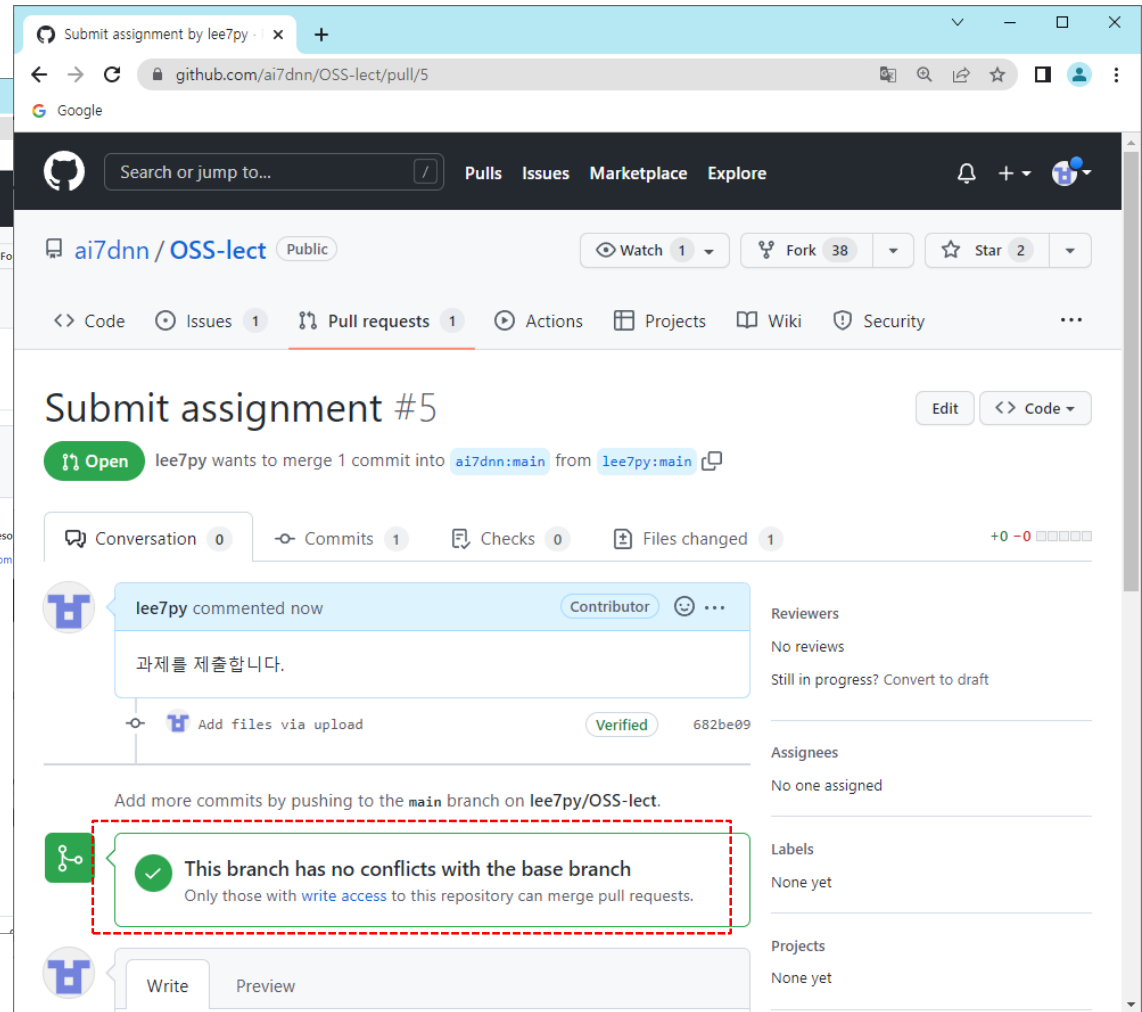 Submit assignment by lee7py ·
github.com/ai7dnn/OSS-lect/pull/5
Google
Search or jump to... /
Pulls Issues Marketplace Explore
ai7dnn / OSS-lect Public
Watch 1 Fork 38 Star 2
Code Issues 1 Pull requests 1 Actions Projects Wiki Security
Submit assignment #5
Edit <> Code
Open lee7py wants to merge 1 commit into ai7dnn:main from lee7py:main
Conversation 0 Commits 1 Checks 0 Files changed 1 +0 −0
lee7py commented now Contributor
과제를 제출합니다.
Add files via upload Verified 682be09
Add more commits by pushing to the main branch on lee7py/OSS-lect.
This branch has no conflicts with the base branch
Only those with write access to this repository can merge pull requests.
Write Preview
Reviewers
No reviews
Still in progress? Convert to draft
Assignees
No one assigned
Labels
None yet
Projects
None yet